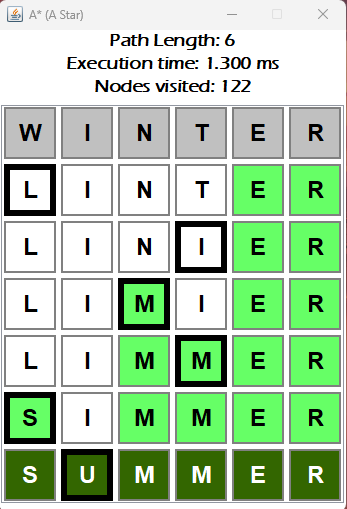 A* (A Star)
Path Length: 6
Execution time: 1.300 ms
Nodes visited: 122
W I N T E R
L I N T E R
L I N I E R
L I M I E R
L I M M E R
S I M M E R
S U M M E R